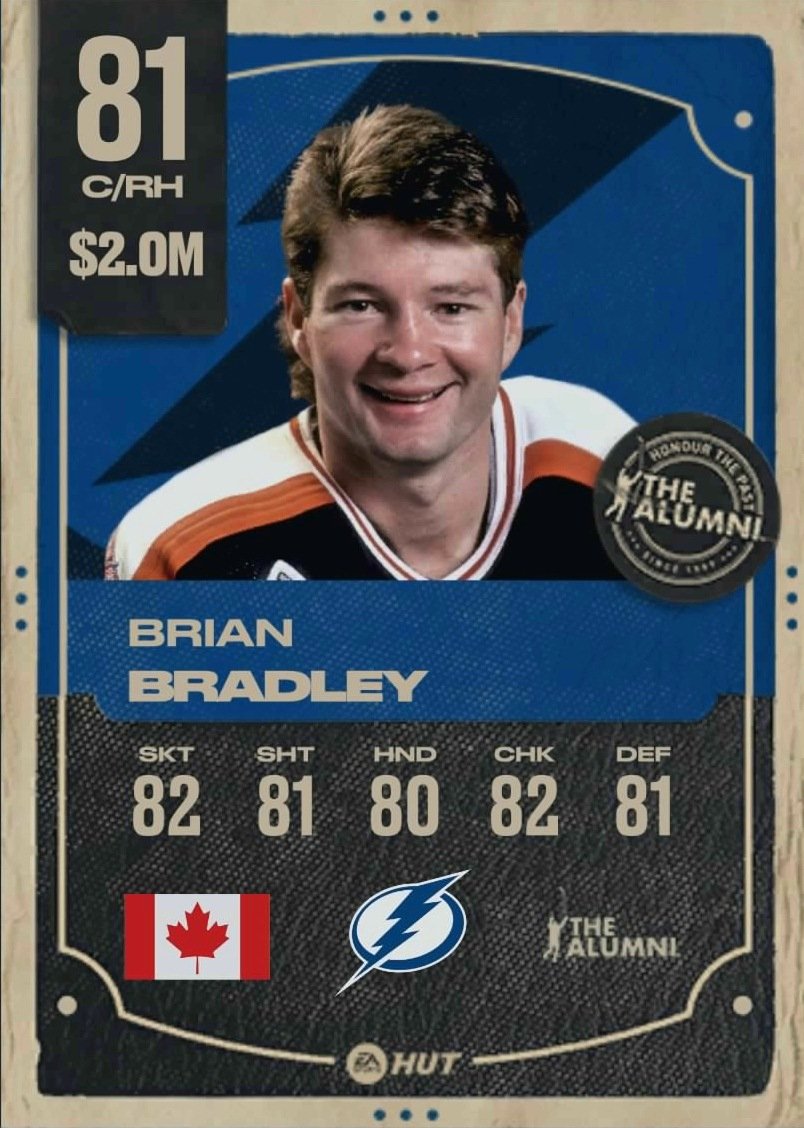 81
C/RH
$2.0M
HONOUR THE PAST
THE
ALUMNI
BRIAN
BRADLEY
SKT SHT HND CHK DEF
82 81 80 82 81
THE
ALUMNI
EA
HUT